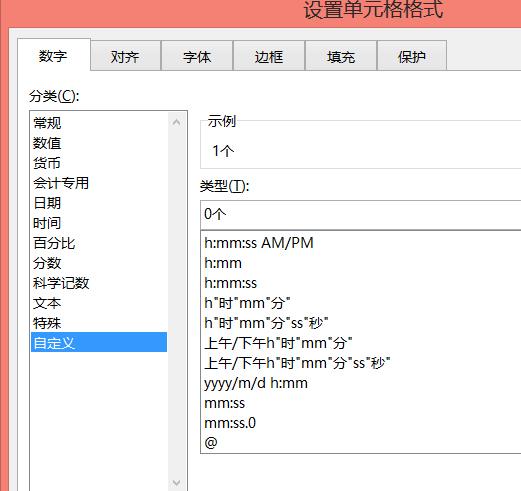 设置单元格格式
数字
对齐
字体
边框
填充
保护
分类(C):
常规
数值
货币
会计专用
日期
时间
百分比
分数
科学记数
文本
特殊
自定义
示例
1个
类型(T):
0个
h:mm:ss AM/PM
h:mm
h:mm:ss
h"时"mm"分"
h"时"mm"分"ss"秒"
上午/下午h"时"mm"分"
上午/下午h"时"mm"分"ss"秒"
yyyy/m/d h:mm
mm:ss
mm:ss.0
@